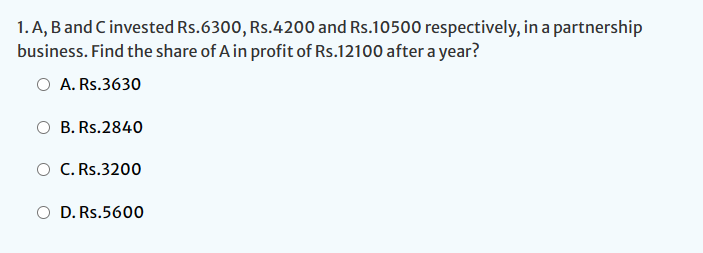 1. A, B and C invested Rs.6300, Rs.4200 and Rs.10500 respectively, in a partnership
business. Find the share of A in profit of Rs.12100 after a year?
A. Rs.3630
B. Rs.2840
C. Rs.3200
D. Rs.5600